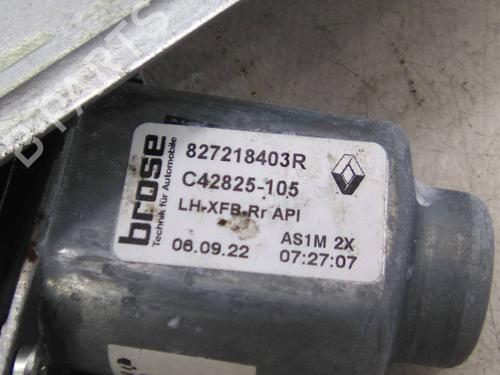 brose
Technik für Automobile
827218403R
C42825-105
LH-XFB-Rr API
06.09.22
AS1M 2X
07:27:07
B-PARTS